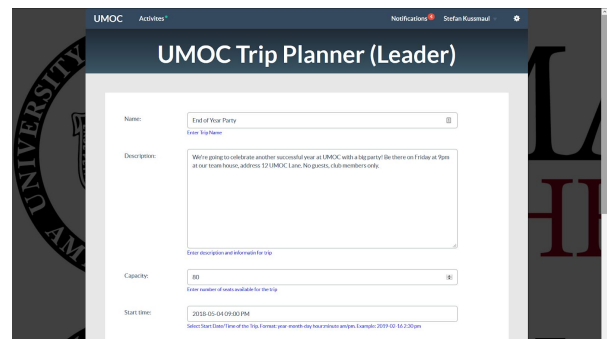 UMOC Activites Notifications Stefan Kussmaul
UMOC Trip Planner (Leader)
Name:
End of Year Party
Enter Trip Name
Description:
We're going to celebrate another successful year at UMOC with a big party! Be there on Friday at 9pm
at our team house, address 12 UMOC Lane. No guests, club members only.
Enter description and informatin for trip
Capacity:
80
Enter number of seats available for the trip
Start time:
2018-05-04 09:00 PM
Select Start Date/Time of the Trip. Format: year-month-day hour:minute am/pm. Example: 2019-02-16 2:30 pm
UNIVERSITY